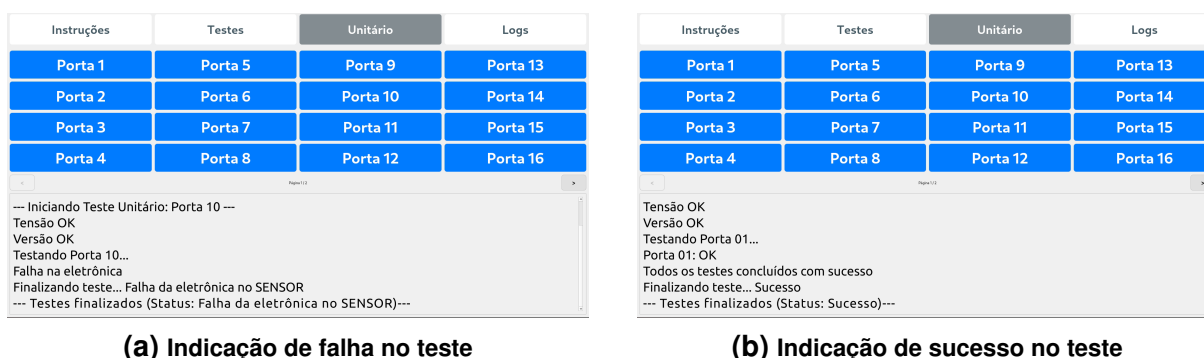 Instruções Testes Unitário Logs
Porta 1 Porta 5 Porta 9 Porta 13
Porta 2 Porta 6 Porta 10 Porta 14
Porta 3 Porta 7 Porta 11 Porta 15
Porta 4 Porta 8 Porta 12 Porta 16
< Página 1 / 2 >
--- Iniciando Teste Unitário: Porta 10 ---
Tensão OK
Versão OK
Testando Porta 10...
Falha na eletrônica
Finalizando teste... Falha da eletrônica no SENSOR
--- Testes finalizados (Status: Falha da eletrônica no SENSOR)---
(a) Indicação de falha no teste
Instruções Testes Unitário Logs
Porta 1 Porta 5 Porta 9 Porta 13
Porta 2 Porta 6 Porta 10 Porta 14
Porta 3 Porta 7 Porta 11 Porta 15
Porta 4 Porta 8 Porta 12 Porta 16
< Página 1 / 2 >
Tensão OK
Versão OK
Testando Porta 01...
Porta 01: OK
Todos os testes concluídos com sucesso
Finalizando teste... Sucesso
--- Testes finalizados (Status: Sucesso)---
(b) Indicação de sucesso no teste